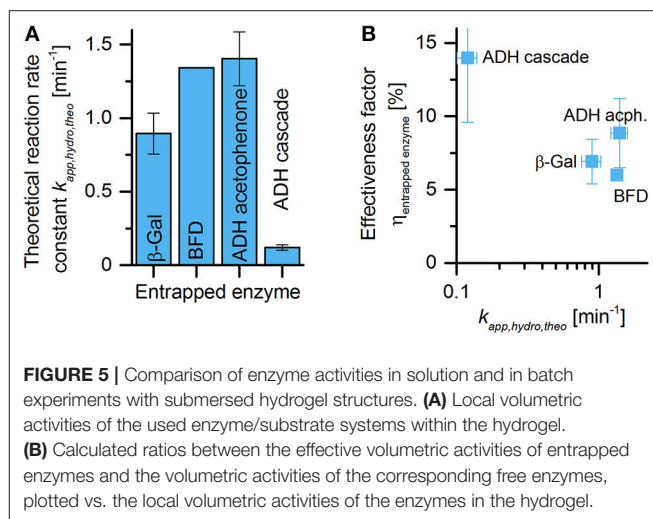 A
Theoretical reaction rate
constant k_app,hydro,theo [min⁻¹]
1.5
1.0
0.5
0
β-Gal
BFD
ADH acetophenone
ADH cascade
Entrapped enzyme
B
Effectiveness factor
η_entrapped enzyme [%]
15
10
5
0
ADH cascade
ADH acph.
β-Gal
BFD
0.1
1
k_app,hydro,theo [min⁻¹]
FIGURE 5 | Comparison of enzyme activities in solution and in batch
experiments with submersed hydrogel structures. (A) Local volumetric
activities of the used enzyme/substrate systems within the hydrogel.
(B) Calculated ratios between the effective volumetric activities of entrapped
enzymes and the volumetric activities of the corresponding free enzymes,
plotted vs. the local volumetric activities of the enzymes in the hydrogel.